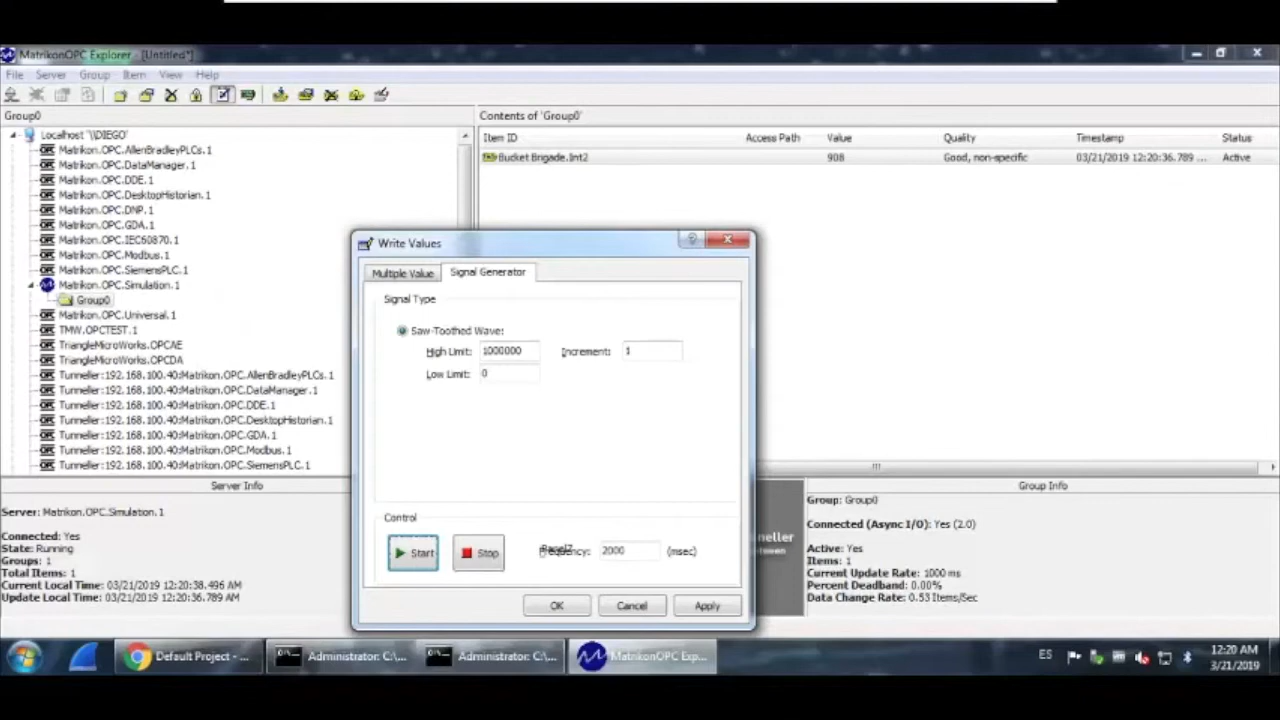 MatrikonOPC Explorer - [Untitled*]
File Server Group Item View Help
Group0
Localhost '\\DIEGO'
Matrikon.OPC.AllenBradleyPLCs.1
Matrikon.OPC.DataManager.1
Matrikon.OPC.DDE.1
Matrikon.OPC.DesktopHistorian.1
Matrikon.OPC.DNP.1
Matrikon.OPC.GDA.1
Matrikon.OPC.IEC60870.1
Matrikon.OPC.Modbus.1
Matrikon.OPC.SiemensPLC.1
Matrikon.OPC.Simulation.1
Group0
Matrikon.OPC.Universal.1
TMW.OPCTEST.1
TriangleMicroWorks.OPCAE
TriangleMicroWorks.OPCDA
Tunneller:192.168.100.40:Matrikon.OPC.AllenBradleyPLCs.1
Tunneller:192.168.100.40:Matrikon.OPC.DataManager.1
Tunneller:192.168.100.40:Matrikon.OPC.DDE.1
Tunneller:192.168.100.40:Matrikon.OPC.DesktopHistorian.1
Tunneller:192.168.100.40:Matrikon.OPC.GDA.1
Tunneller:192.168.100.40:Matrikon.OPC.Modbus.1
Tunneller:192.168.100.40:Matrikon.OPC.SiemensPLC.1
Contents of 'Group0'
Item ID Access Path Value Quality Timestamp Status
Bucket Brigade.Int2 908 Good, non-specific 03/21/2019 12:20:36.789 ... Active
Write Values
Multiple Value Signal Generator
Signal Type
Saw-Toothed Wave:
High Limit: 1000000 Increment: 1
Low Limit: 0
Control
Start Stop Frequency: 2000 (msec)
OK Cancel Apply
Server Info
Server: Matrikon.OPC.Simulation.1
Connected: Yes
State: Running
Groups: 1
Total Items: 1
Current Local Time: 03/21/2019 12:20:38.496 AM
Update Local Time: 03/21/2019 12:20:36.789 AM
neller
Group Info
Group: Group0
Connected (Async I/O): Yes (2.0)
Active: Yes
Items: 1
Current Update Rate: 1000 ms
Percent Deadband: 0.00%
Data Change Rate: 0.53 Items/Sec
Default Project - ... Administrator: C:\... Administrator: C:\... MatrikonOPC Exp... ES 12:20 AM
3/21/2019